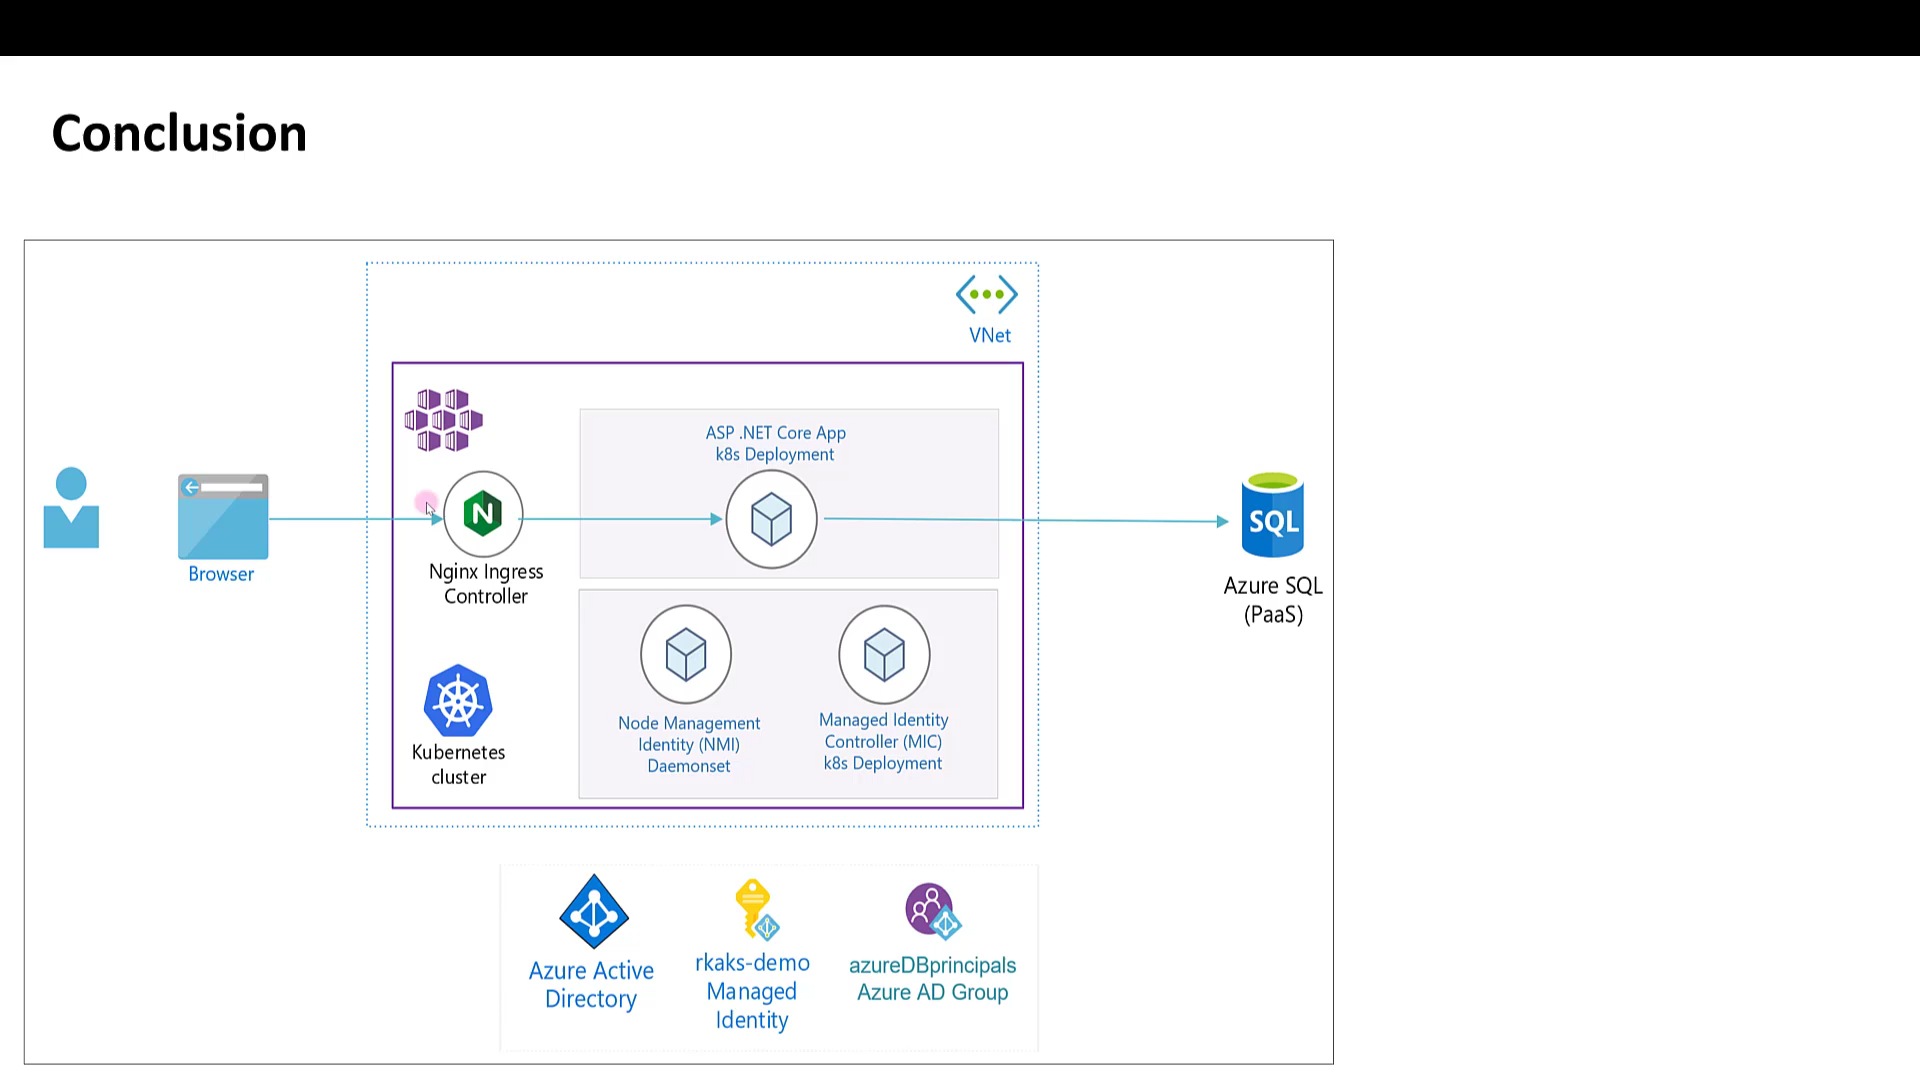 Conclusion
VNet
ASP .NET Core App
k8s Deployment
N
SQL
Browser
Nginx Ingress
Controller
Azure SQL
(PaaS)
Kubernetes
cluster
Node Management
Identity (NMI)
Daemonset
Managed Identity
Controller (MIC)
k8s Deployment
Azure Active
Directory
rkaks-demo
Managed
Identity
azureDBprincipals
Azure AD Group